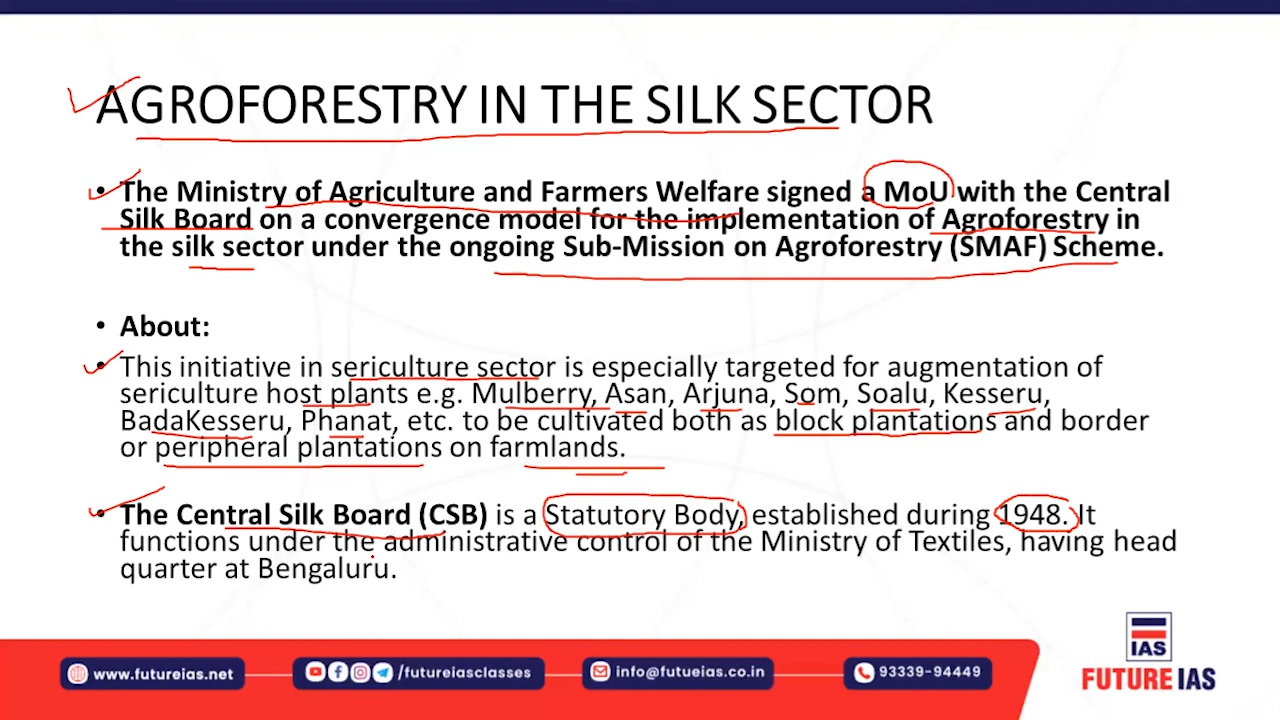 AGROFORESTRY IN THE SILK SECTOR
• The Ministry of Agriculture and Farmers Welfare signed a MoU with the Central
Silk Board on a convergence model for the implementation of Agroforestry in
the silk sector under the ongoing Sub-Mission on Agroforestry (SMAF) Scheme.
• About:
• This initiative in sericulture sector is especially targeted for augmentation of
sericulture host plants e.g. Mulberry, Asan, Arjuna, Som, Soalu, Kesseru,
BadaKesseru, Phanat, etc. to be cultivated both as block plantations and border
or peripheral plantations on farmlands.
• The Central Silk Board (CSB) is a Statutory Body, established during 1948. It
functions under the administrative control of the Ministry of Textiles, having head
quarter at Bengaluru.
www.futureias.net
/futureiasclasses
info@futueias.co.in
93339-94449
IAS
FUTURE IAS